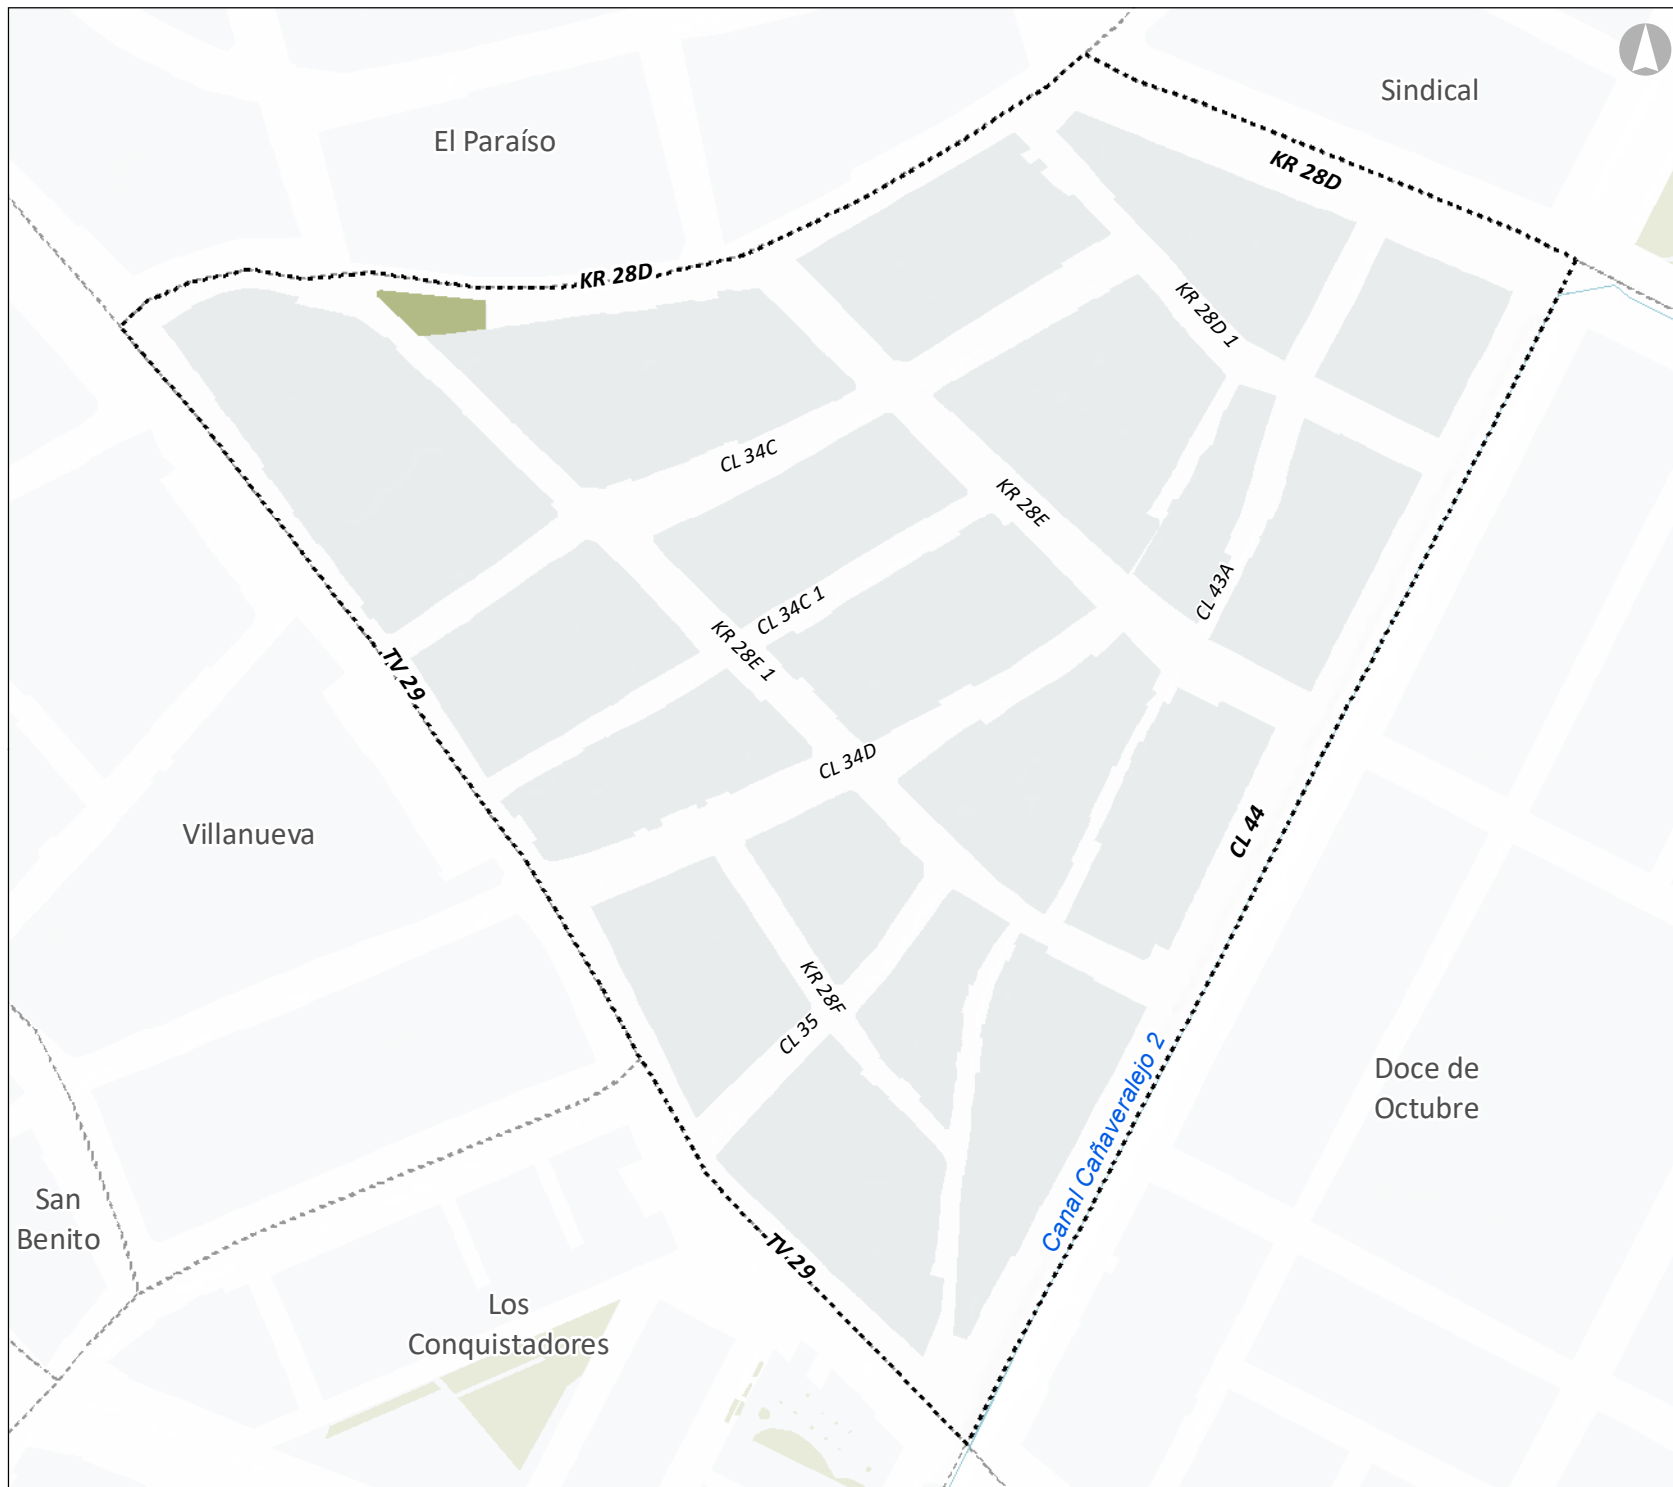 Sindical
El Paraíso
KR 28D
KR 28D
KR 28D 1
CL 34C
KR 28E
CL 43A
CL 34C 1
KR 28E 1
TV 29
CL 34D
Villanueva
CL 44
KR 28F
CL 35
Canal Cañaveralejo 2
Doce de
Octubre
San
Benito
TV 29
Los
Conquistadores